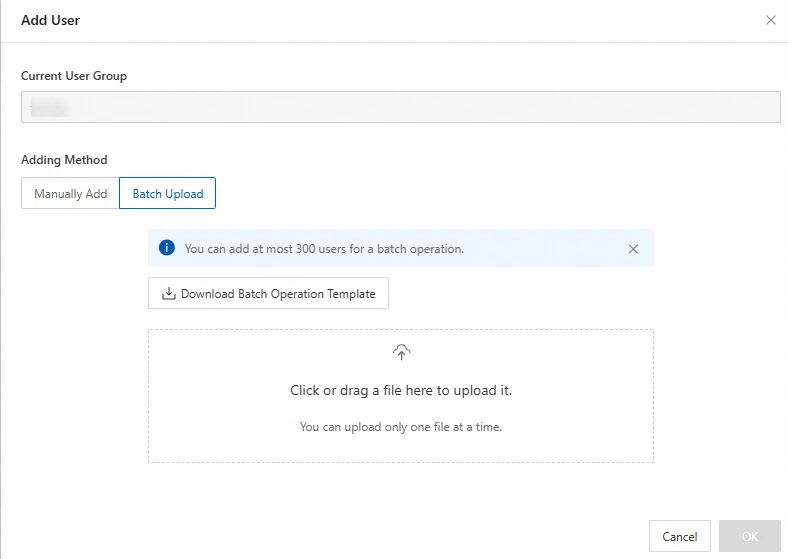 Add User
Current User Group
Adding Method
Manually Add
Batch Upload
You can add at most 300 users for a batch operation.
Download Batch Operation Template
Click or drag a file here to upload it.
You can upload only one file at a time.
Cancel
OK